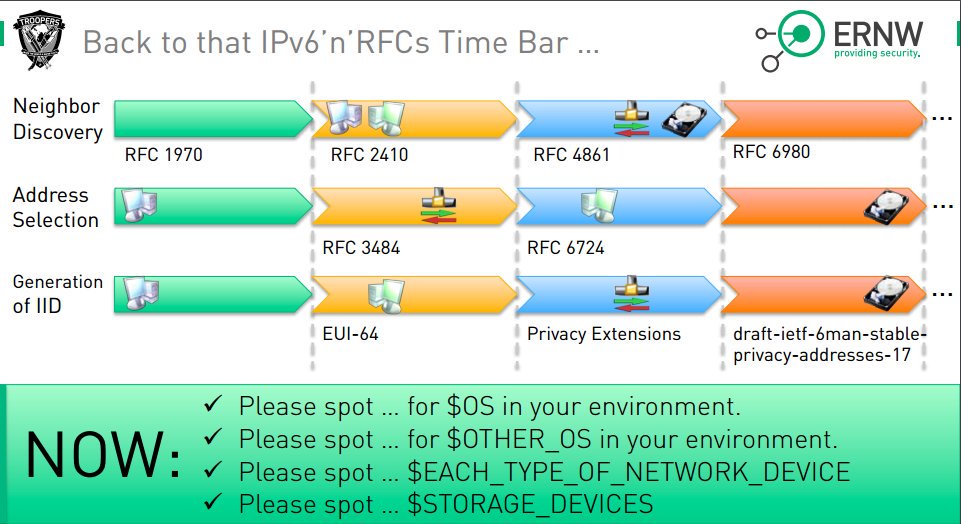 TROOPERS
Back to that IPv6’n’RFCs Time Bar ...
ERNW
providing security.
Neighbor
Discovery
...
RFC 1970
RFC 2410
RFC 4861
RFC 6980
Address
Selection
...
RFC 3484
RFC 6724
Generation
of IID
...
EUI-64
Privacy Extensions
draft-ietf-6man-stable-
privacy-addresses-17
NOW:
✓ Please spot ... for $OS in your environment.
✓ Please spot ... for $OTHER_OS in your environment.
✓ Please spot ... $EACH_TYPE_OF_NETWORK_DEVICE
✓ Please spot ... $STORAGE_DEVICES